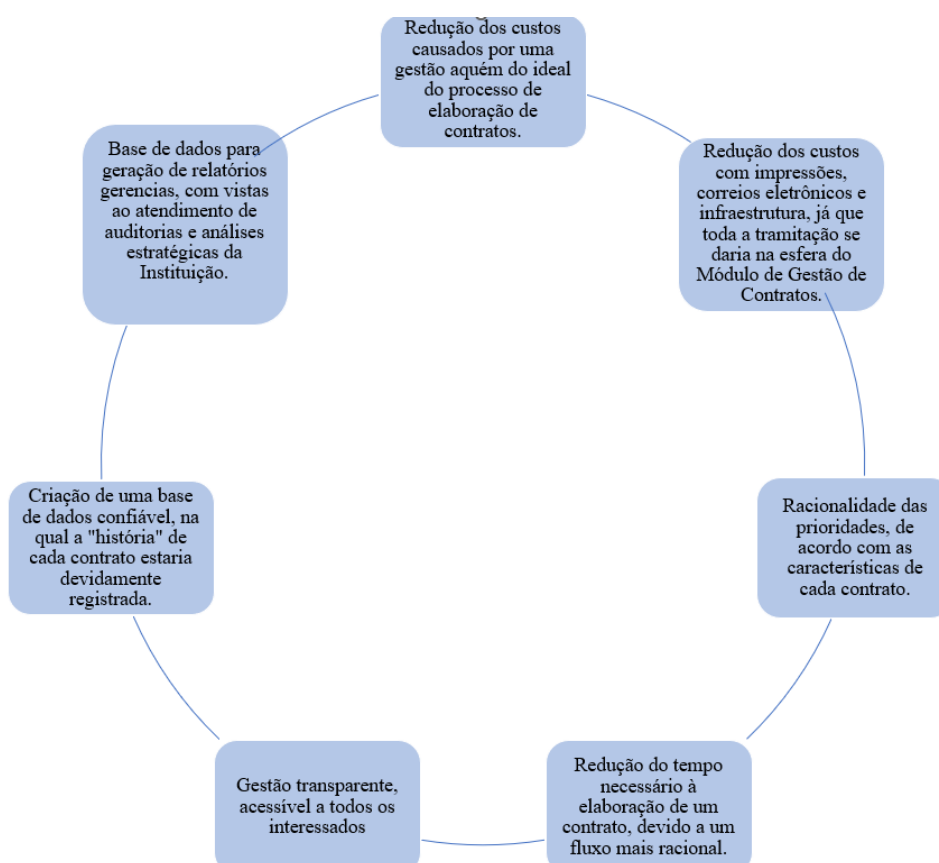 Redução dos custos
causados por uma
gestão aquém do ideal
do processo de
elaboração de
contratos.
Redução dos custos
com impressões,
correios eletrônicos e
infraestrutura, já que
toda a tramitação se
daria na esfera do
Módulo de Gestão de
Contratos.
Racionalidade das
prioridades, de
acordo com as
características de
cada contrato.
Redução do tempo
necessário à
elaboração de um
contrato, devido a um
fluxo mais racional.
Gestão transparente,
acessível a todos os
interessados
Criação de uma base
de dados confiável, na
qual a "história" de
cada contrato estaria
devidamente
registrada.
Base de dados para
geração de relatórios
gerencias, com vistas
ao atendimento de
auditorias e análises
estratégicas da
Instituição.